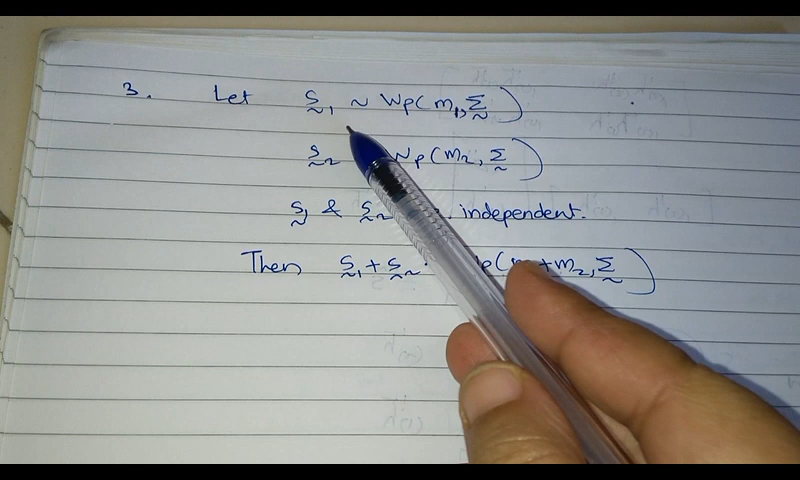 3. Let S₁ ~ Wp(m₁, Σ)
S₂ Wp(m₂, Σ)
S₁ & S₂ independent.
Then S₁ + S₂ m₂, Σ)